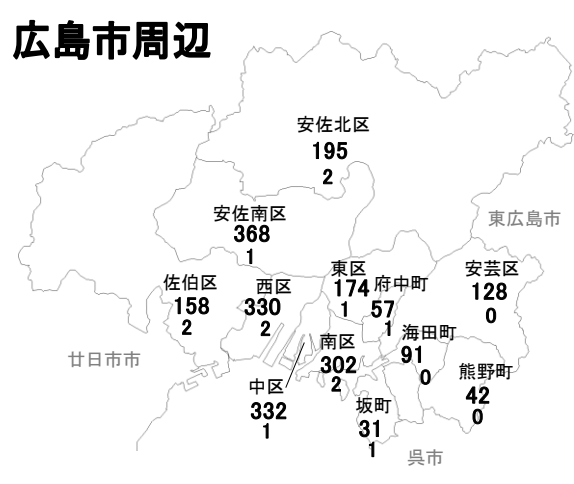 広島市周辺
安佐北区
195
2
安佐南区
368
1
東広島市
佐伯区
158
2
西区
330
2
東区
174
1
府中町
57
1
安芸区
128
0
海田町
91
0
南区
302
2
熊野町
42
0
廿日市市
中区
332
1
坂町
31
1
呉市